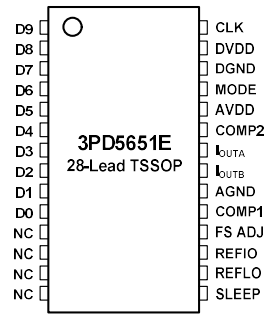 D9
D8
D7
D6
D5
D4
D3
D2
D1
D0
NC
NC
NC
NC
3PD5651E
28-Lead TSSOP
CLK
DVDD
DGND
MODE
AVDD
COMP2
IOUTA
IOUTB
AGND
COMP1
FS ADJ
REFIO
REFLO
SLEEP